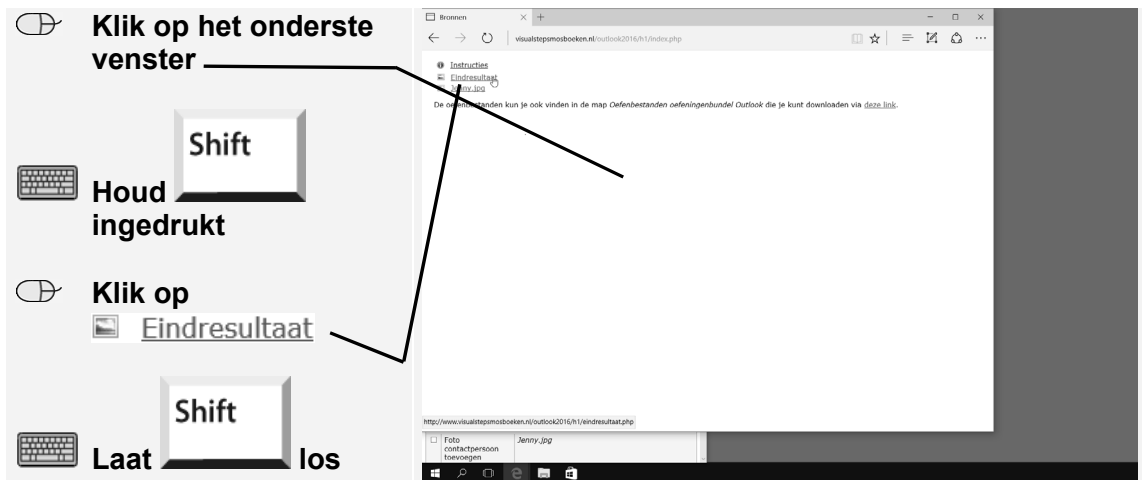 Klik op het onderste
venster
Shift
Houd
ingedrukt
Klik op
Eindresultaat
Shift
Laat los
Bronnen
visualstepsmosboeken.nl/outlook2016/h1/index.php
Instructies
Eindresultaat
Jenny.jpg
De oefenbestanden kun je ook vinden in de map Oefenbestanden oefeningenbundel Outlook die je kunt downloaden via deze link.
http://www.visualstepsmosboeken.nl/outlook2016/h1/eindresultaat.php
Foto Jenny.jpg
contactpersoon
toevoegen